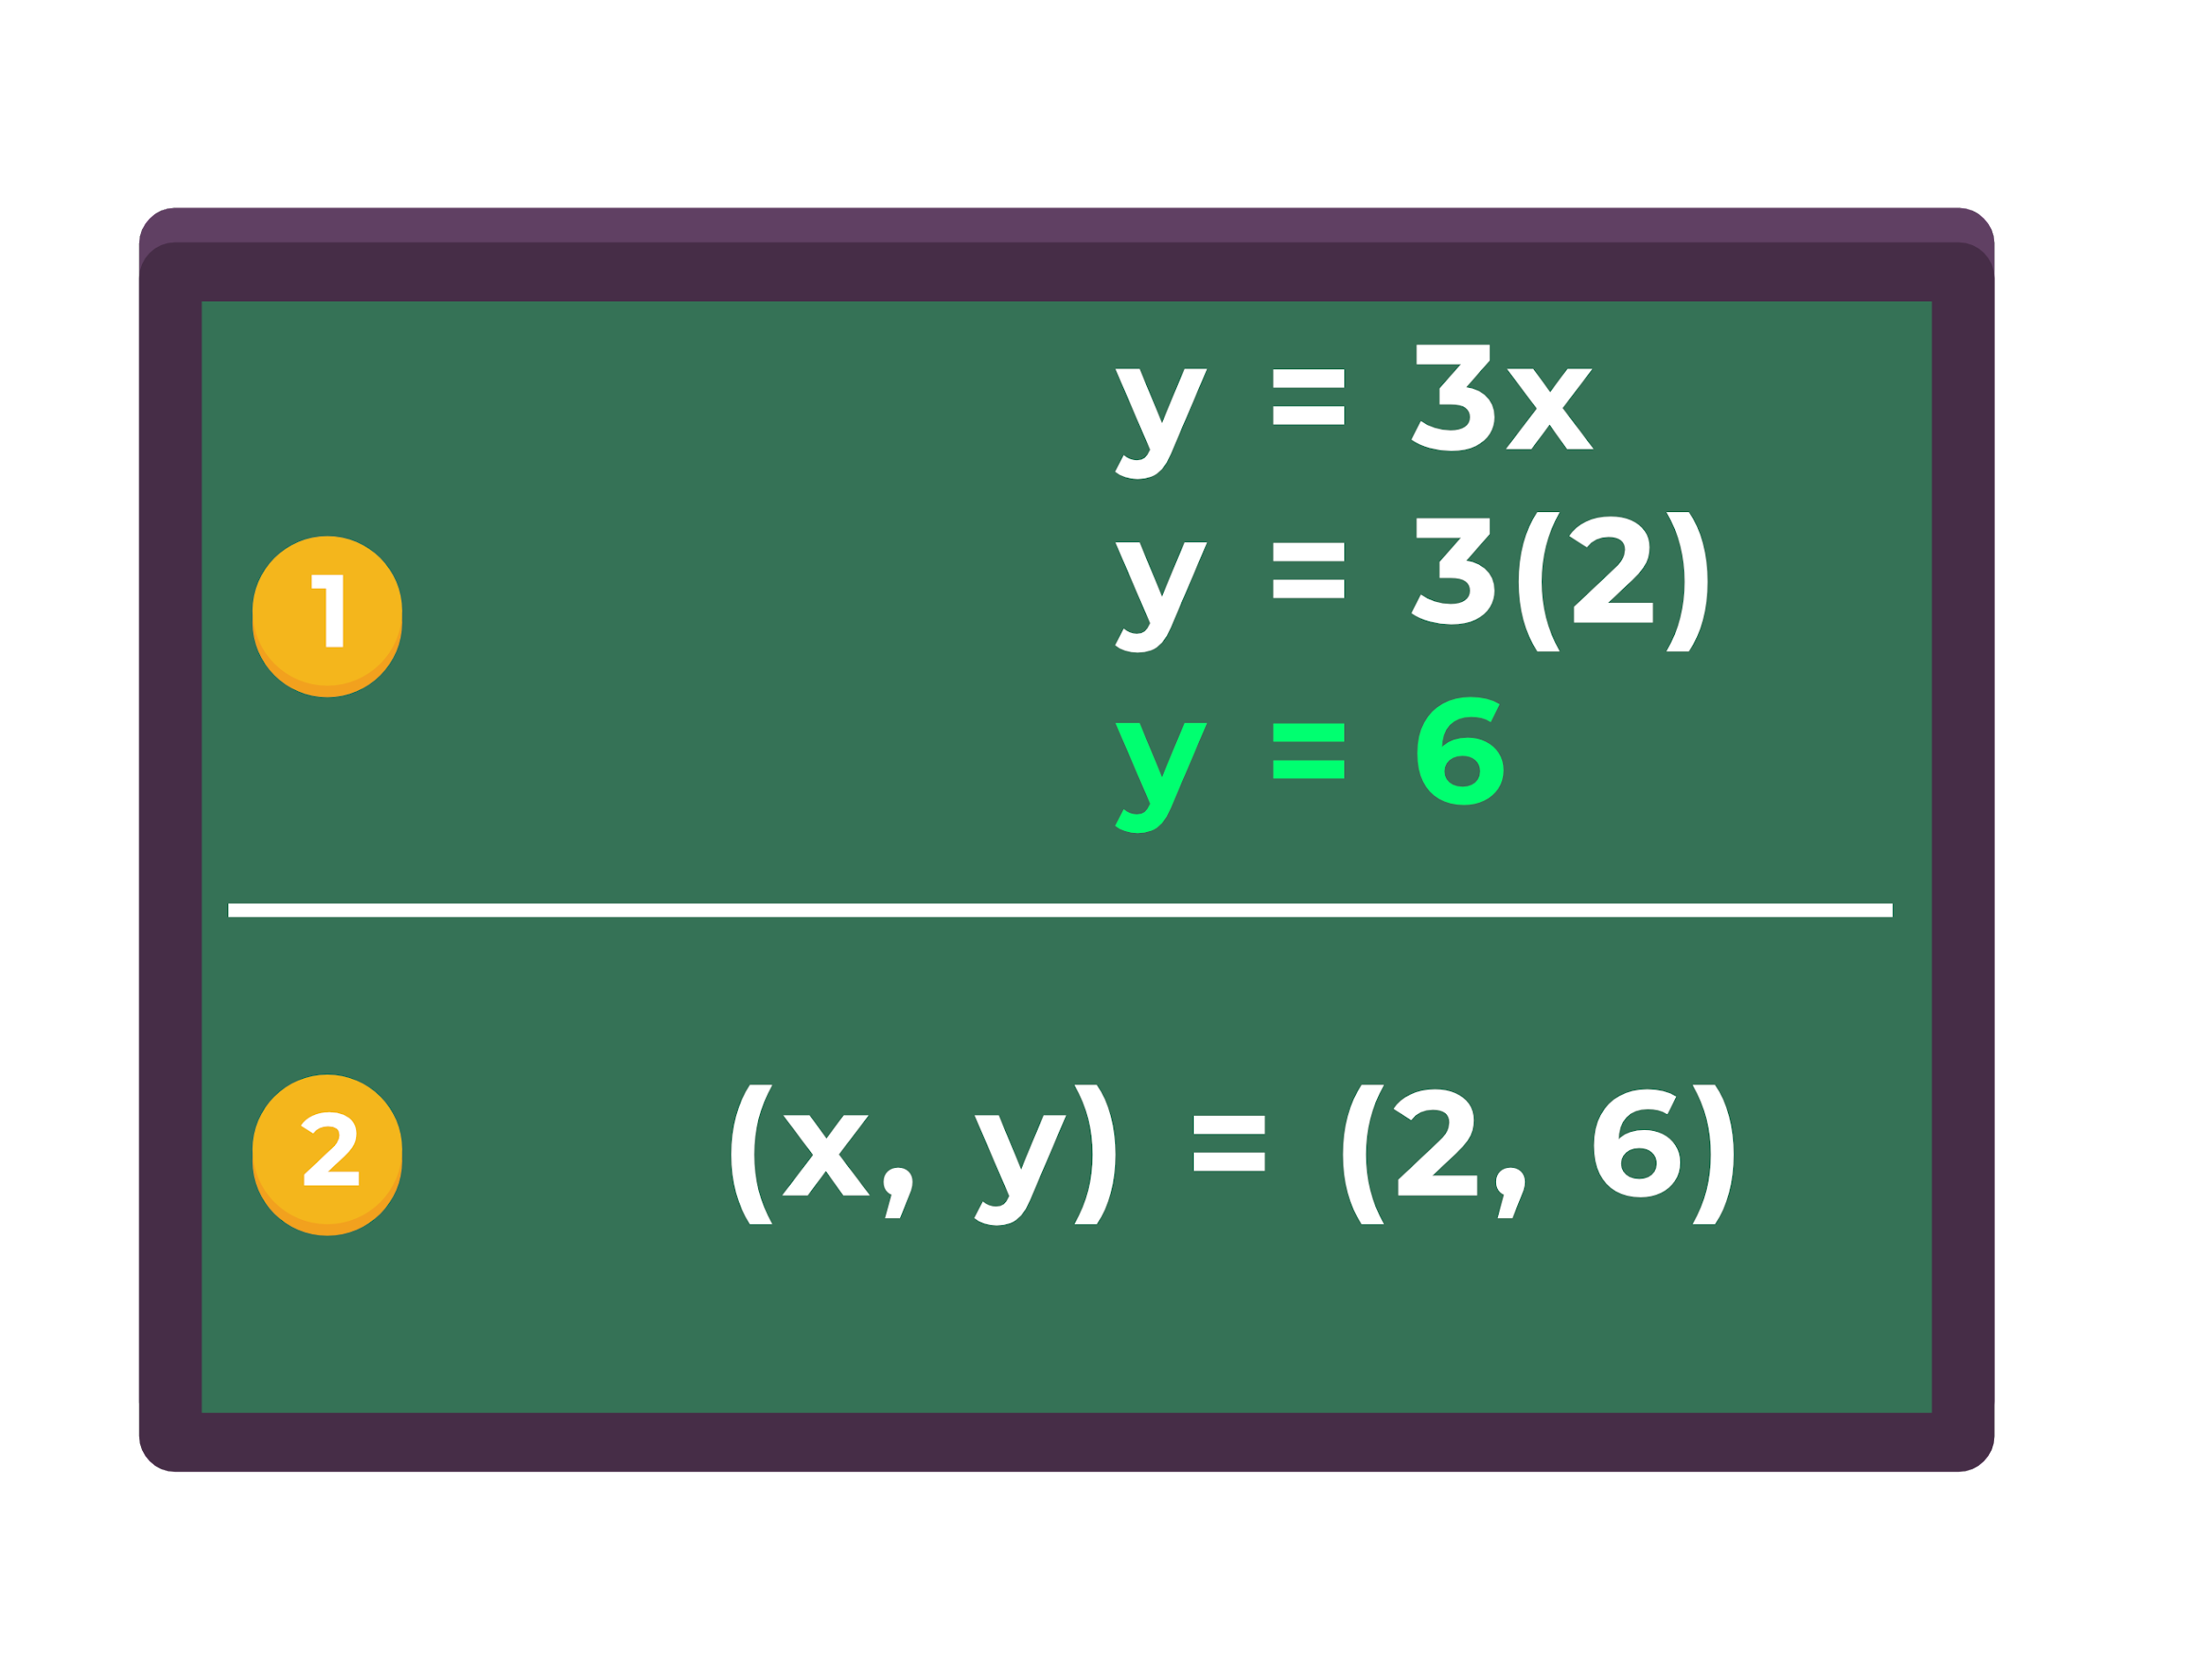 y = 3x
1
y = 3(2)
y = 6
2
(x, y) = (2, 6)